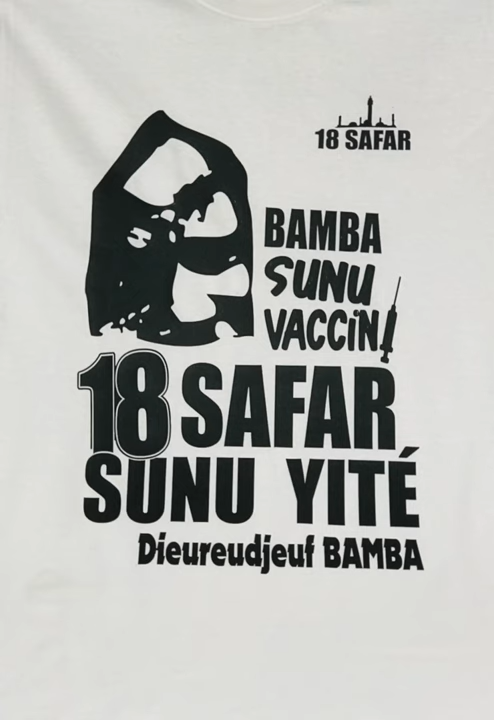 18 SAFAR
BAMBA
SUNU
VACCIN!
18 SAFAR
SUNU YITÉ
Dieureudjeuf BAMBA